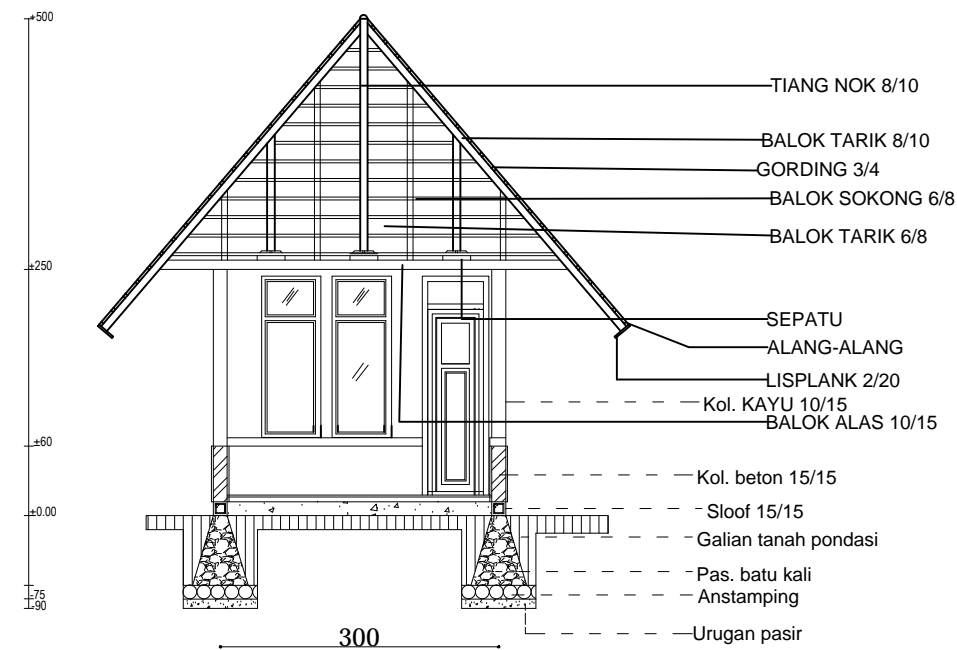 +500
TIANG NOK 8/10
BALOK TARIK 8/10
GORDING 3/4
BALOK SOKONG 6/8
BALOK TARIK 6/8
±250
SEPATU
ALANG-ALANG
LISPLANK 2/20
Kol. KAYU 10/15
BALOK ALAS 10/15
±60
Kol. beton 15/15
±0.00
Sloof 15/15
Galian tanah pondasi
Pas. batu kali
-75
Anstamping
-90
Urugan pasir
300